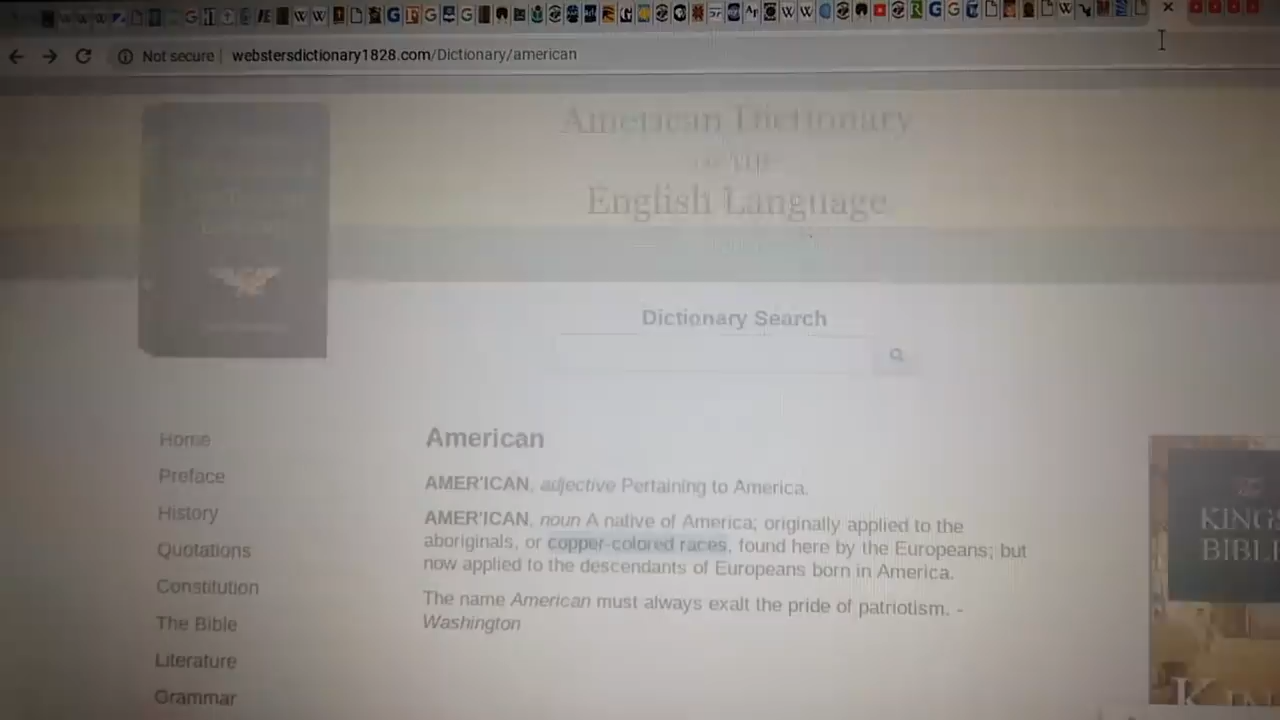 Not secure | webstersdictionary1828.com/Dictionary/american
American Dictionary
OF THE
English Language
Dictionary Search
Home
Preface
History
Quotations
Constitution
The Bible
Literature
Grammar
American
AMER'ICAN, adjective Pertaining to America.
AMER'ICAN, noun A native of America; originally applied to the
aboriginals, or copper-colored races, found here by the Europeans; but
now applied to the descendants of Europeans born in America.
The name American must always exalt the pride of patriotism. -
Washington